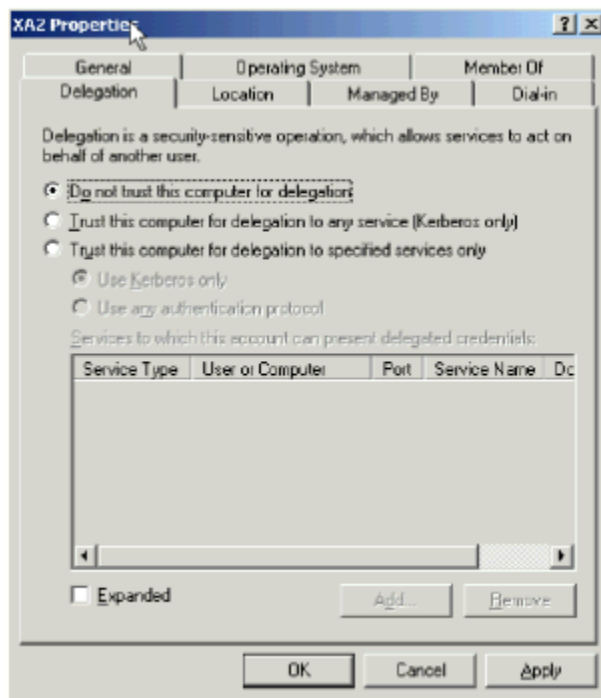 XA2 Properties
General Operating System Member Of
Delegation Location Managed By Dial-in
Delegation is a security-sensitive operation, which allows services to act on
behalf of another user.
Do not trust this computer for delegation
Trust this computer for delegation to any service (Kerberos only)
Trust this computer for delegation to specified services only
Use Kerberos only
Use any authentication protocol
Services to which this account can present delegated credentials:
Service Type User or Computer Port Service Name Do
Expanded Add... Remove
OK Cancel Apply